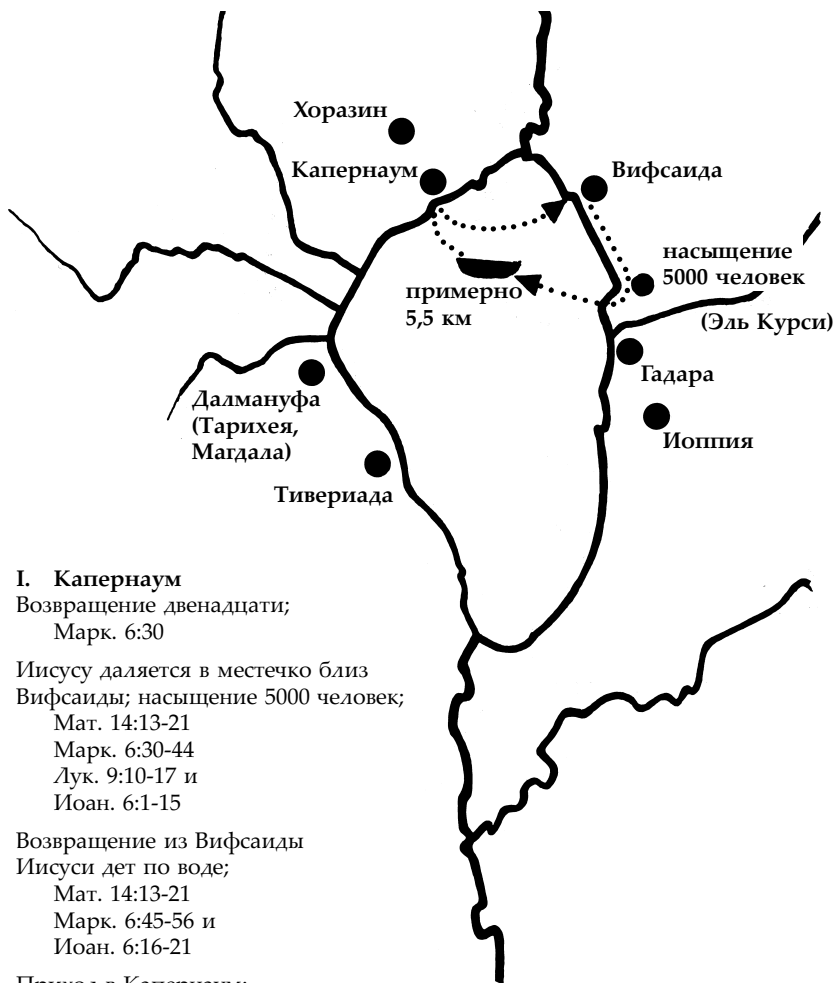 Хоразин
Капернаум
Вифсаида
насыщение
5000 человек
примерно
5,5 км
(Эль Курси)
Гадара
Далмануфа
(Тарихея,
Магдала)
Иоппия
Тивериада
I. Капернаум
Возвращение двенадцати;
Марк. 6:30
Иисусу даляется в местечко близ
Вифсаиды; насыщение 5000 человек;
Мат. 14:13-21
Марк. 6:30-44
Лук. 9:10-17 и
Иоан. 6:1-15
Возвращение из Вифсаиды
Иисуси дет по воде;
Мат. 14:13-21
Марк. 6:45-56 и
Иоан. 6:16-21
Приход в Капернаум;